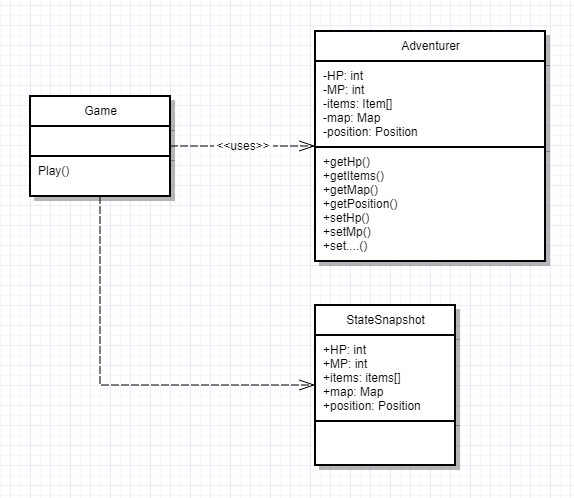 Adventurer
-HP: int
-MP: int
-items: Item[]
-map: Map
-position: Position
+getHp()
+getItems()
+getMap()
+getPosition()
+setHp()
+setMp()
+set....()
Game
Play()
<<uses>>
StateSnapshot
+HP: int
+MP: int
+items: items[]
+map: Map
+position: Position